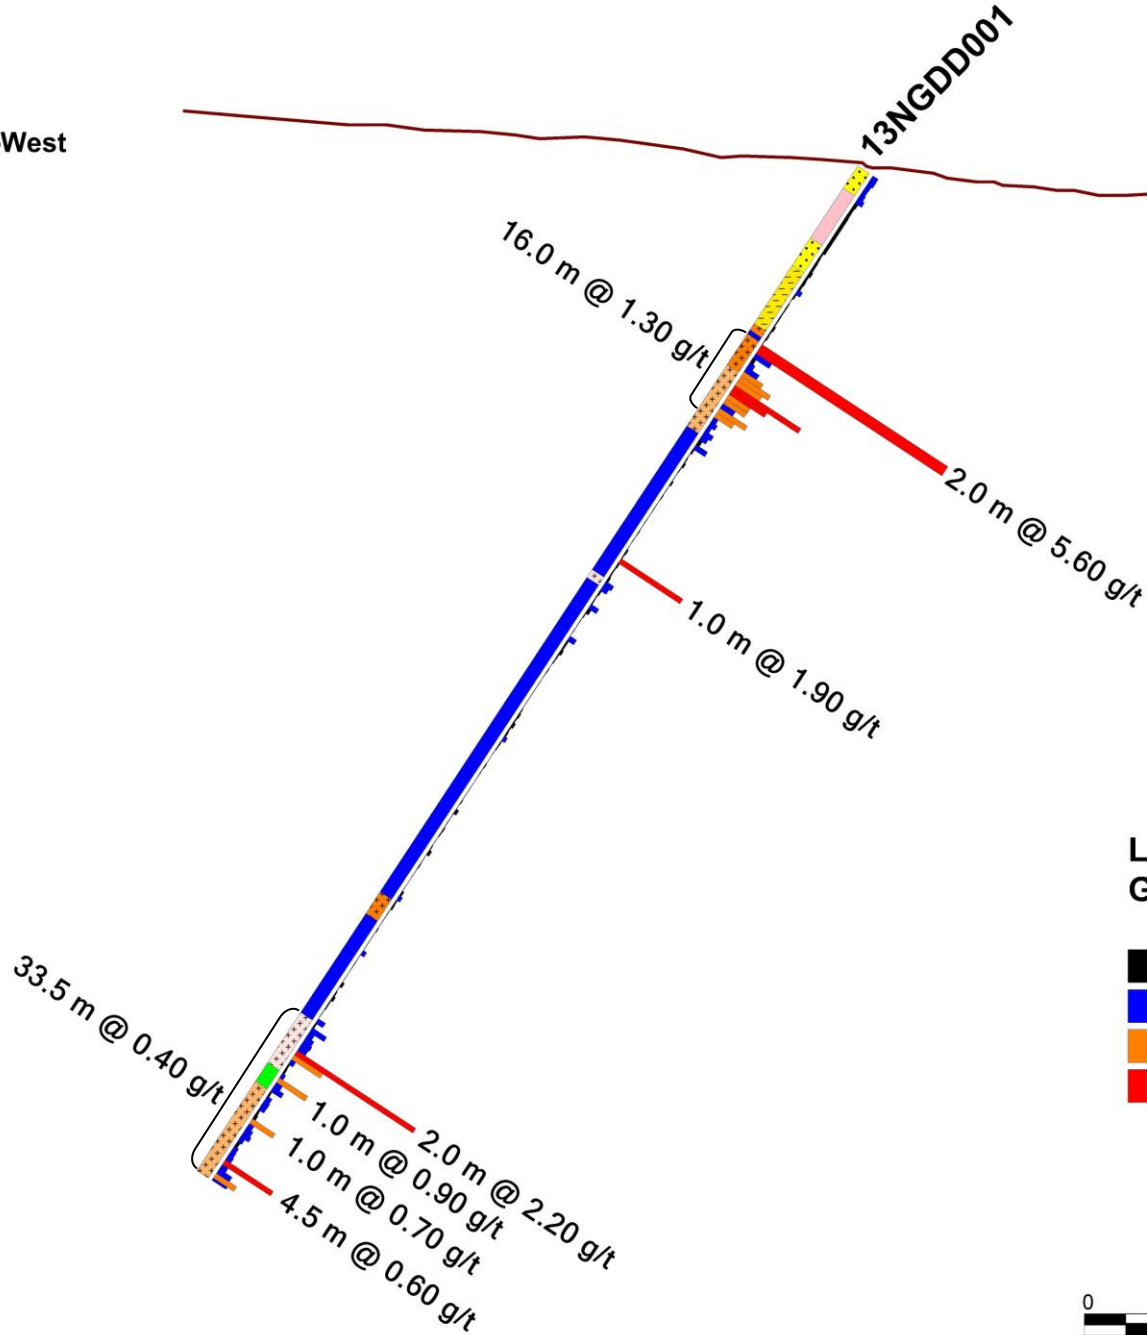 13NGDD001
West
16.0 m @ 1.30 g/t
2.0 m @ 5.60 g/t
1.0 m @ 1.90 g/t
L
G
33.5 m @ 0.40 g/t
2.0 m @ 2.20 g/t
1.0 m @ 0.90 g/t
1.0 m @ 0.70 g/t
4.5 m @ 0.60 g/t
0